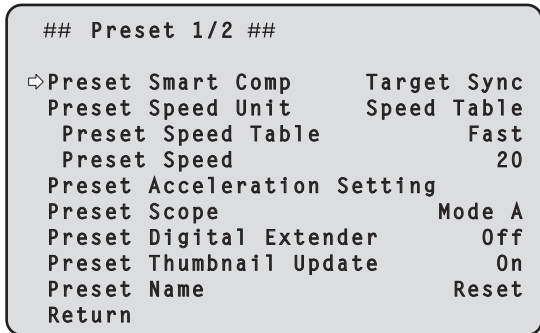 ## Preset 1/2 ##
⇨Preset Smart Comp Target Sync
Preset Speed Unit Speed Table
Preset Speed Table Fast
Preset Speed 20
Preset Acceleration Setting
Preset Scope Mode A
Preset Digital Extender Off
Preset Thumbnail Update On
Preset Name Reset
Return